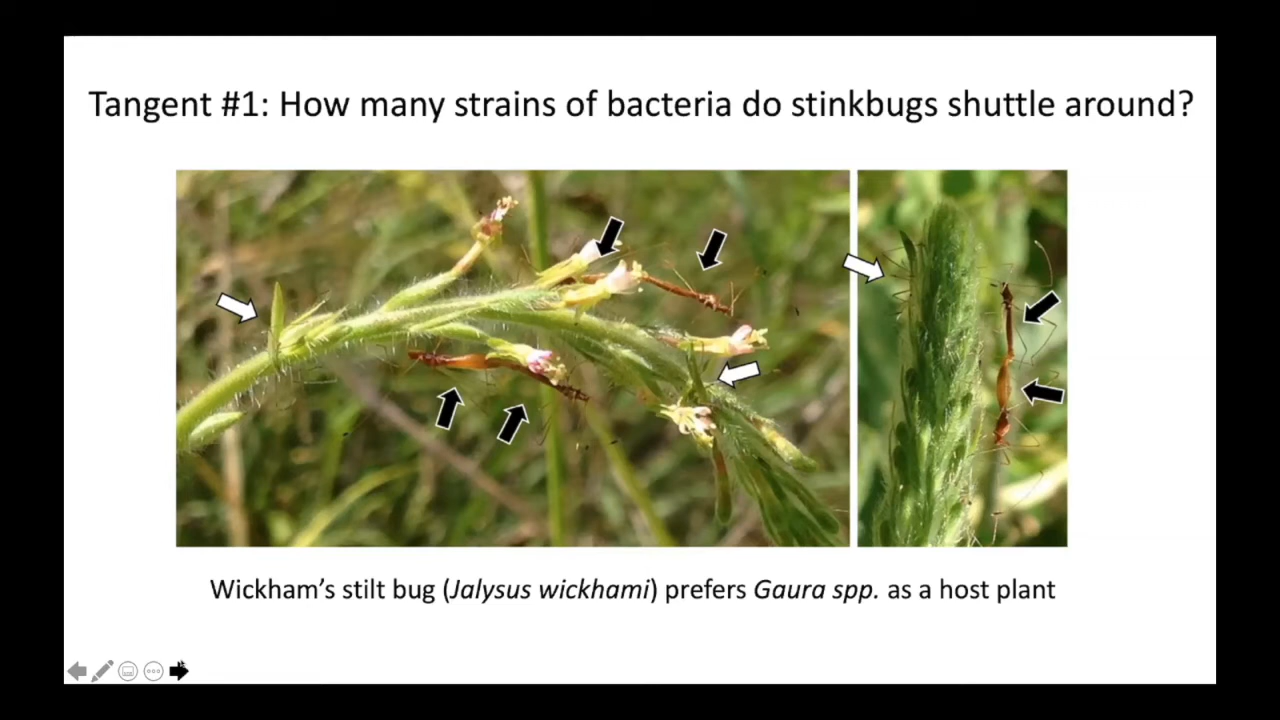 Tangent #1: How many strains of bacteria do stinkbugs shuttle around?
Wickham’s stilt bug (Jalysus wickhami) prefers Gaura spp. as a host plant